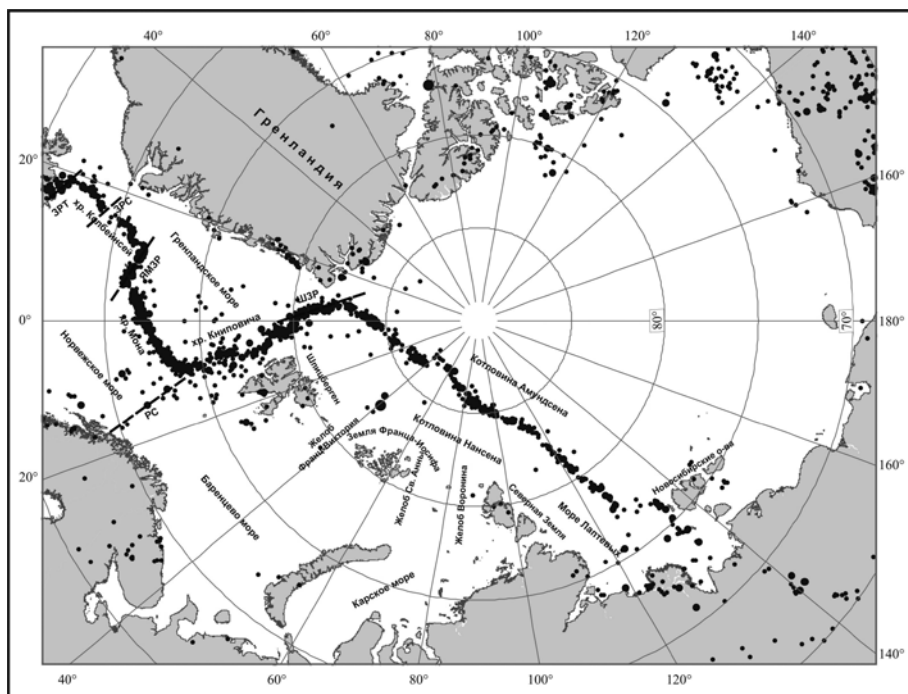 40°
60°
80°
100°
120°
140°
Гренландия
20°
160°
ЗРТ
хр. Кольбейнсей
ЯМЗР
Гренландское море
ШЗР
0°
хр. Мона
хр. Книповича
80°
70°
180°
Норвежское море
РС
Шпицберген
Котловина Амундсена
Желоб
Франц-Виктория
Земля Франца-Иосифа
Котловина Нансена
20°
Баренцево море
Желоб Св. Анны
Желоб Воронина
Северная Земля
Море Лаптевых
Новосибирские о-ва
160°
Карское море
140°
40°
60°
80°
100°
120°